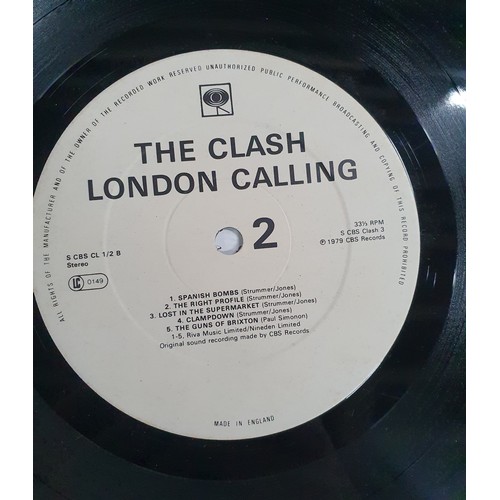 ALL RIGHTS OF THE MANUFACTURER AND OF THE OWNER OF THE RECORDED WORK RESERVED UNAUTHORIZED PUBLIC PERFORMANCE BROADCASTING AND COPYING OF THIS RECORD PROHIBITED
THE CLASH
LONDON CALLING
S CBS CL 1/2 B
Stereo
LC 0149
2
33⅓ RPM
S CBS Clash 3
℗ 1979 CBS Records
1. SPANISH BOMBS (Strummer/Jones)
2. THE RIGHT PROFILE (Strummer/Jones)
3. LOST IN THE SUPERMARKET (Strummer/Jones)
4. CLAMPDOWN (Strummer/Jones)
5. THE GUNS OF BRIXTON (Paul Simonon)
1-5. Riva Music Limited/Nineden Limited
Original sound recording made by CBS Records
MADE IN ENGLAND